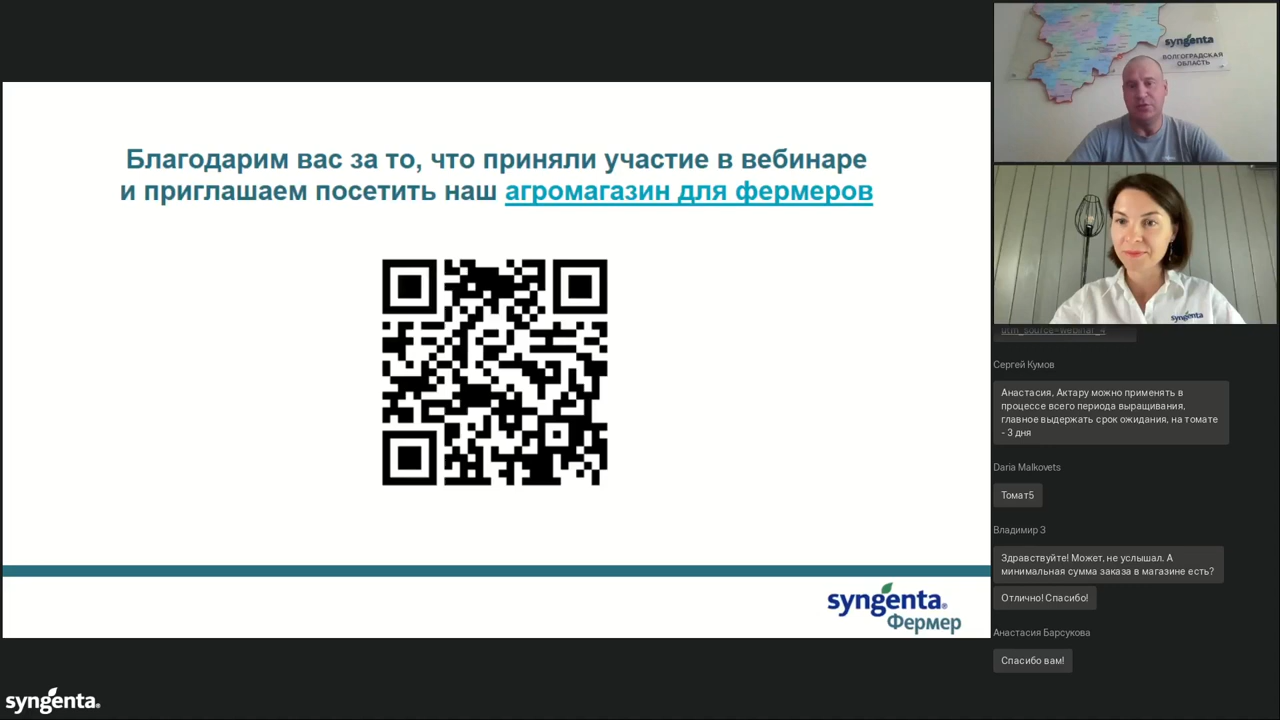 Благодарим вас за то, что приняли участие в вебинаре
и приглашаем посетить наш агромагазин для фермеров
syngenta®
Фермер
syngenta®
syngenta
ВОЛГОГРАДСКАЯ
ОБЛАСТЬ
syngenta
utm_source=webinar_4
Сергей Кумов
Анастасия, Актару можно применять в
процессе всего периода выращивания,
главное выдержать срок ожидания, на томате
- 3 дня
Daria Malkovets
Томат5
Владимир З
Здравствуйте! Может, не услышал. А
минимальная сумма заказа в магазине есть?
Отлично! Спасибо!
Анастасия Барсукова
Спасибо вам!